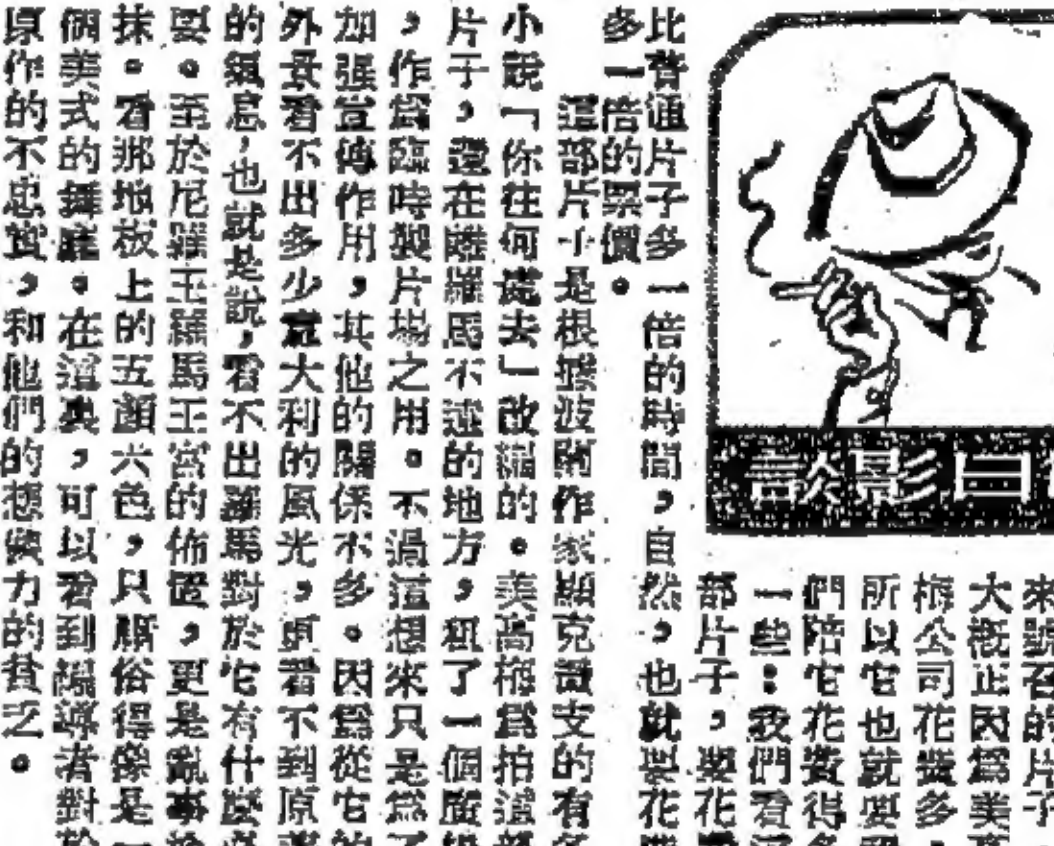 來號召的片子
大概正因為美高
梅公司花費多
所以它也就要
們陪它花費得多
一些：我們看這
部片子，要花費
比普通片子多一倍的時間，自然，也就要花費
多一倍的票價。
這部片子是根據波蘭作家顯克微支的有名
小說「你往何處去」改編的。美高梅為拍這部
片子，還在離羅馬不遠的地方，租了一個廣場
，作為臨時製片場之用。不過這想來只是為了
加强宣傳作用，其他的關係不多。因為從它的
外景看不出多少意大利的風光，更看不到原著
的氣息，也就是說，看不出羅馬對於它有什麼必
要。至於尼羅王羅馬王宮的佈置，更是亂事塗
抹。看那地板上的五顏六色，只腐俗得像是一
個美式的舞廳。在這裏，可以看到編導者對於
原作的不忠實，和他們的想像力的貧乏。
歆影日